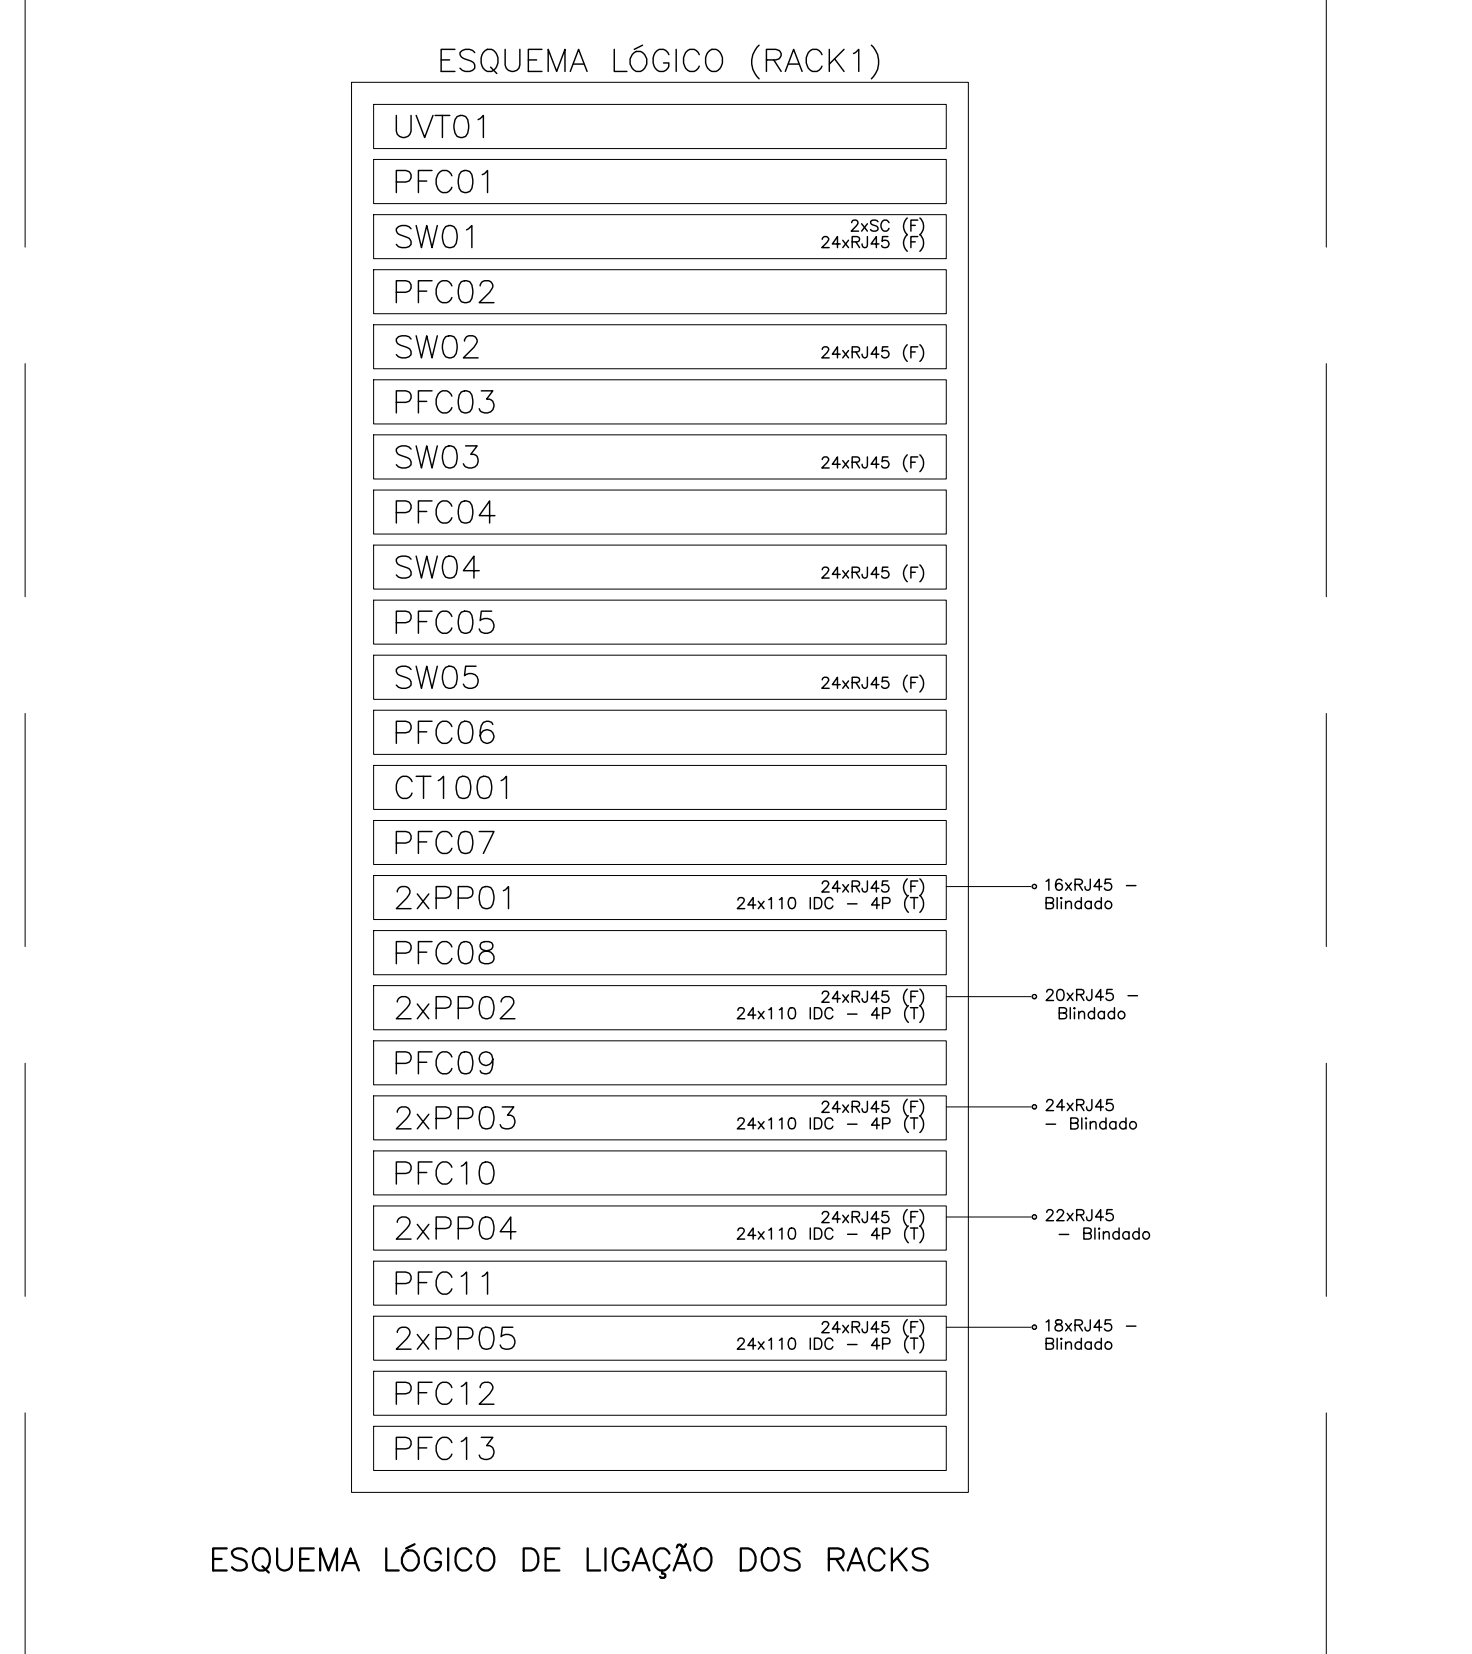 ESQUEMA LÓGICO (RACK1)
UVT01
PFC01
SW01
2xSC (F)
24xRJ45 (F)
PFC02
SW02
24xRJ45 (F)
PFC03
SW03
24xRJ45 (F)
PFC04
SW04
24xRJ45 (F)
PFC05
SW05
24xRJ45 (F)
PFC06
CT1001
PFC07
2xPP01
24xRJ45 (F)
24x110 IDC - 4P (T)
16xRJ45 -
Blindado
PFC08
2xPP02
24xRJ45 (F)
24x110 IDC - 4P (T)
20xRJ45 -
Blindado
PFC09
2xPP03
24xRJ45 (F)
24x110 IDC - 4P (T)
24xRJ45
- Blindado
PFC10
2xPP04
24xRJ45 (F)
24x110 IDC - 4P (T)
22xRJ45
- Blindado
PFC11
2xPP05
24xRJ45 (F)
24x110 IDC - 4P (T)
18xRJ45 -
Blindado
PFC12
PFC13
ESQUEMA LÓGICO DE LIGAÇÃO DOS RACKS